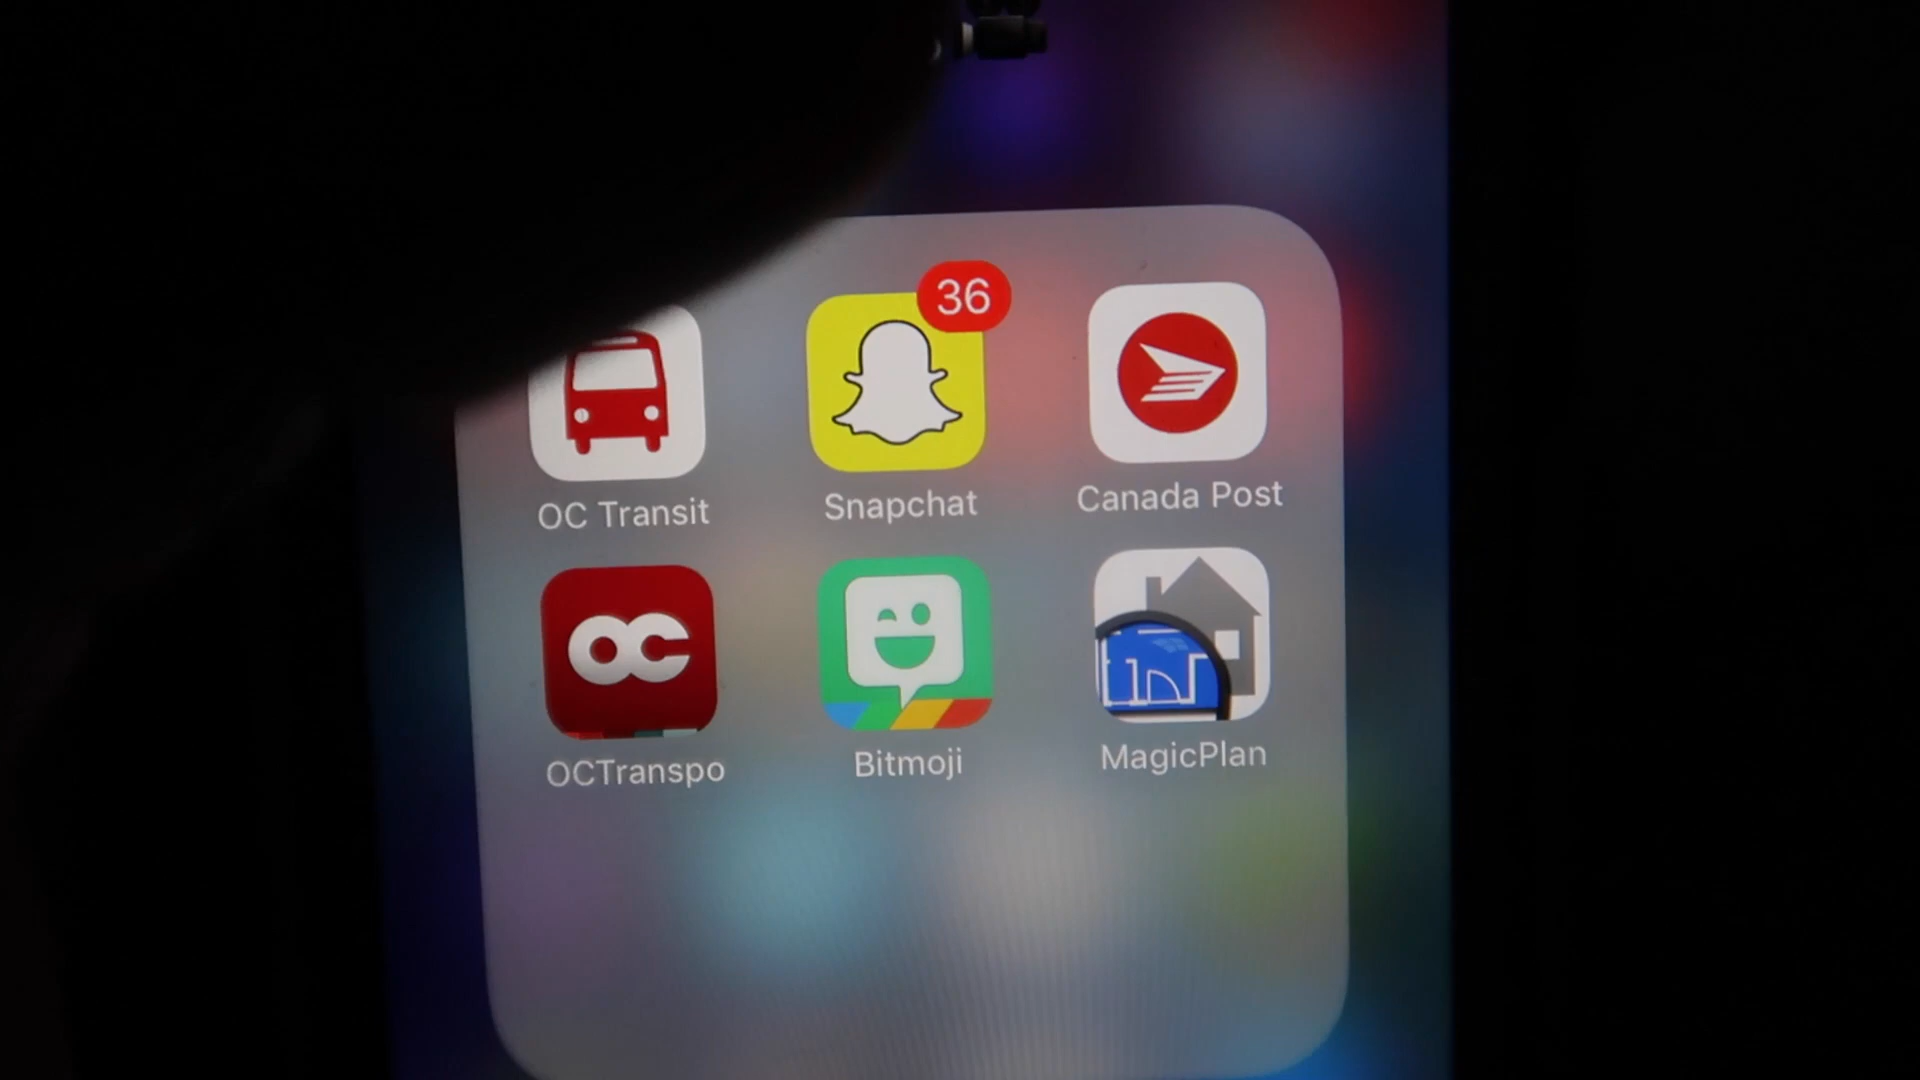 36
OC Transit
Snapchat
Canada Post
OC
OCTranspo
Bitmoji
MagicPlan